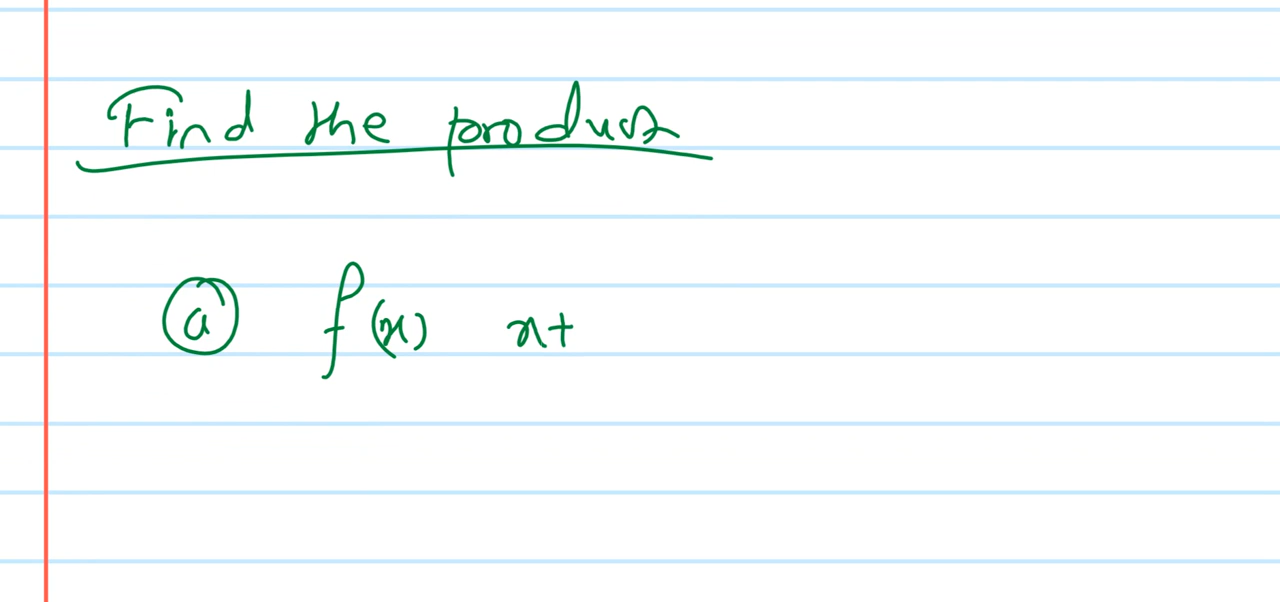 Find the product
ⓐ f(x) x+